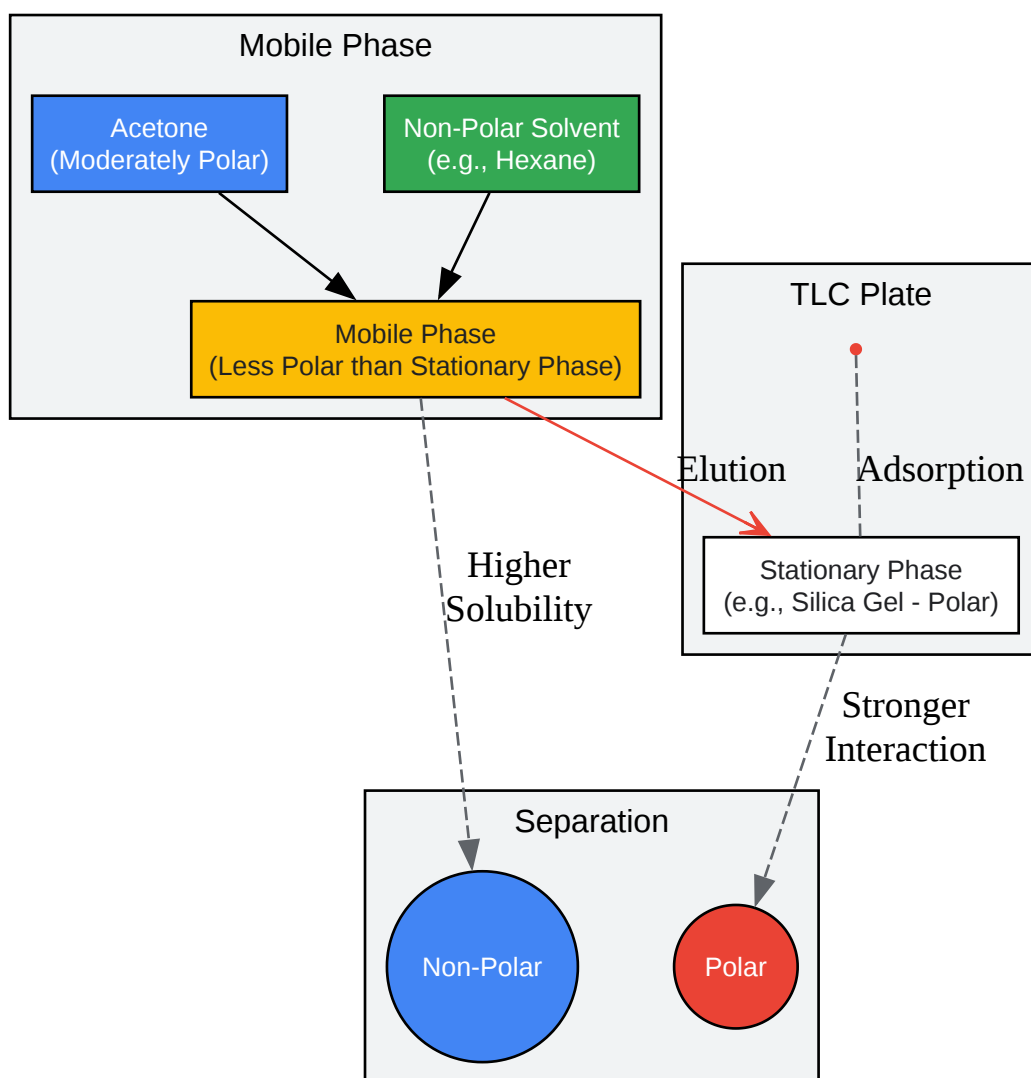 Mobile Phase
Acetone
(Moderately Polar)
Non-Polar Solvent
(e.g., Hexane)
Mobile Phase
(Less Polar than Stationary Phase)
TLC Plate
Elution
Adsorption
Stationary Phase
(e.g., Silica Gel - Polar)
Higher
Solubility
Stronger
Interaction
Separation
Non-Polar
Polar